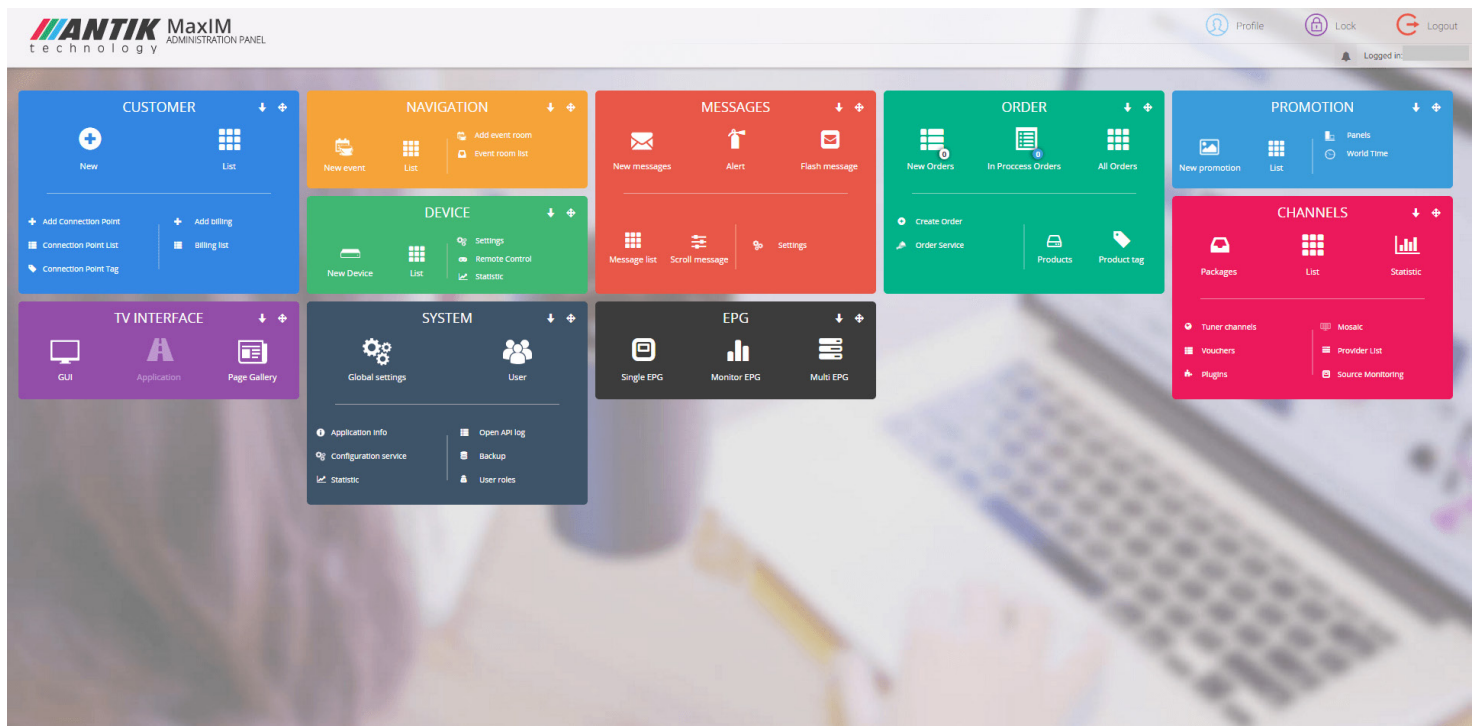 ANTIK
technology
MaxIM
ADMINISTRATION PANEL
Profile
Lock
Logout
Logged in:
CUSTOMER
New
List
Add Connection Point
Connection Point List
Connection Point Tag
Add billing
Billing list
NAVIGATION
New event
List
Add event room
Event room list
DEVICE
New Device
List
Settings
Remote Control
Statistic
MESSAGES
New messages
Alert
Flash message
Message list
Scroll message
Settings
ORDER
0
New Orders
0
In Proccess Orders
All Orders
Create Order
Order Service
Products
Product tag
PROMOTION
New promotion
List
Panels
World Time
CHANNELS
Packages
List
Statistic
Tuner channels
Vouchers
Plugins
Mosaic
Provider List
Source Monitoring
TV INTERFACE
GUI
Application
Page Gallery
SYSTEM
Global settings
User
Application info
Configuration service
Statistic
Open API log
Backup
User roles
EPG
Single EPG
Monitor EPG
Multi EPG